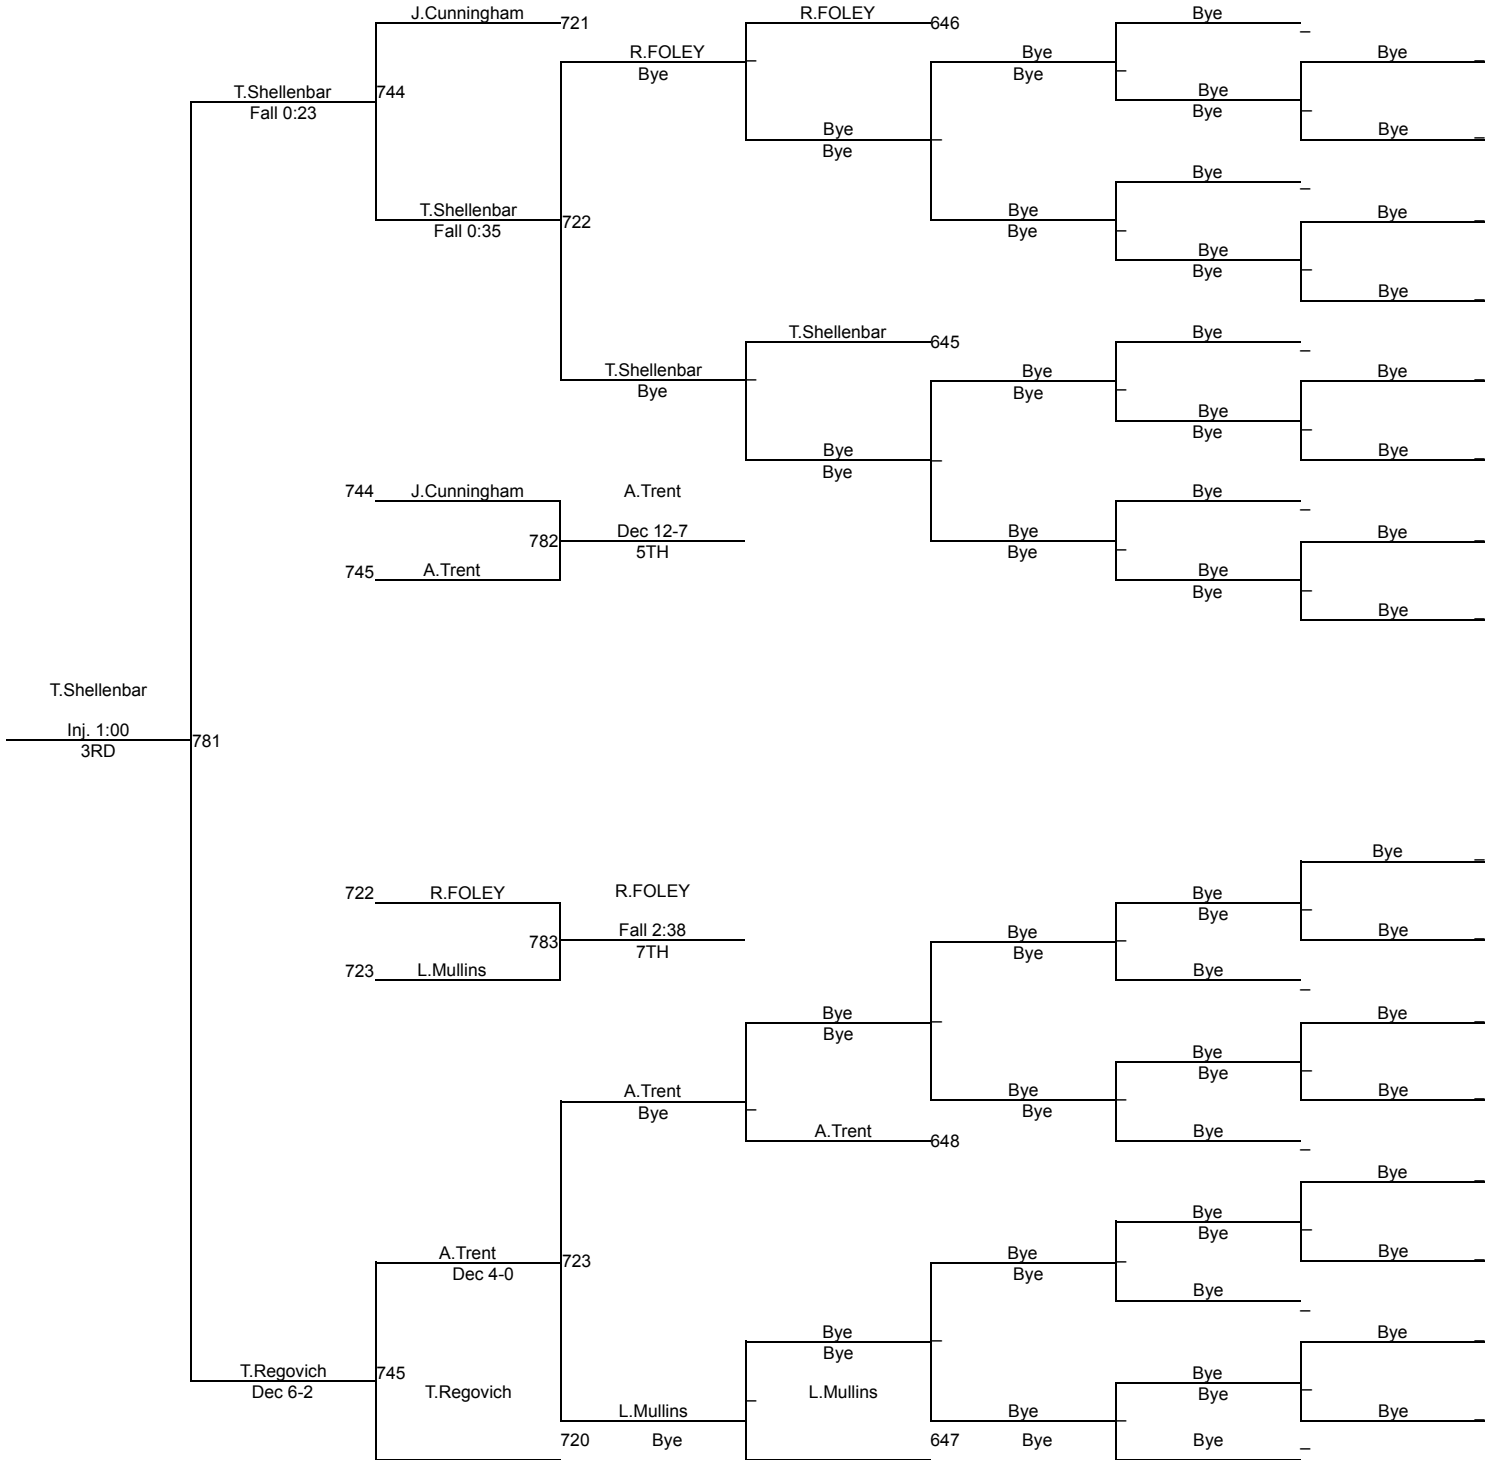 J.Cunningham
721
R.FOLEY
646
Bye
R.FOLEY
Bye
Bye
Bye
Bye
T.Shellenbar
744
Fall 0:23
Bye
Bye
Bye
Bye
Bye
Bye
Bye
T.Shellenbar
722
Fall 0:35
Bye
Bye
Bye
Bye
Bye
Bye
T.Shellenbar
645
Bye
T.Shellenbar
Bye
Bye
Bye
Bye
Bye
Bye
Bye
Bye
Bye
744
J.Cunningham
A.Trent
Bye
782
Dec 12-7
5TH
Bye
Bye
Bye
745
A.Trent
Bye
Bye
Bye
T.Shellenbar
Inj. 1:00
3RD
781
Bye
722
R.FOLEY
R.FOLEY
Bye
Bye
783
Fall 2:38
7TH
Bye
Bye
Bye
723
L.Mullins
Bye
Bye
Bye
Bye
Bye
Bye
A.Trent
Bye
Bye
Bye
Bye
A.Trent
648
Bye
Bye
Bye
Bye
A.Trent
723
Dec 4-0
Bye
Bye
Bye
Bye
Bye
Bye
Bye
T.Regovich
745
Dec 6-2
T.Regovich
L.Mullins
Bye
Bye
L.Mullins
Bye
Bye
720
Bye
647
Bye
Bye